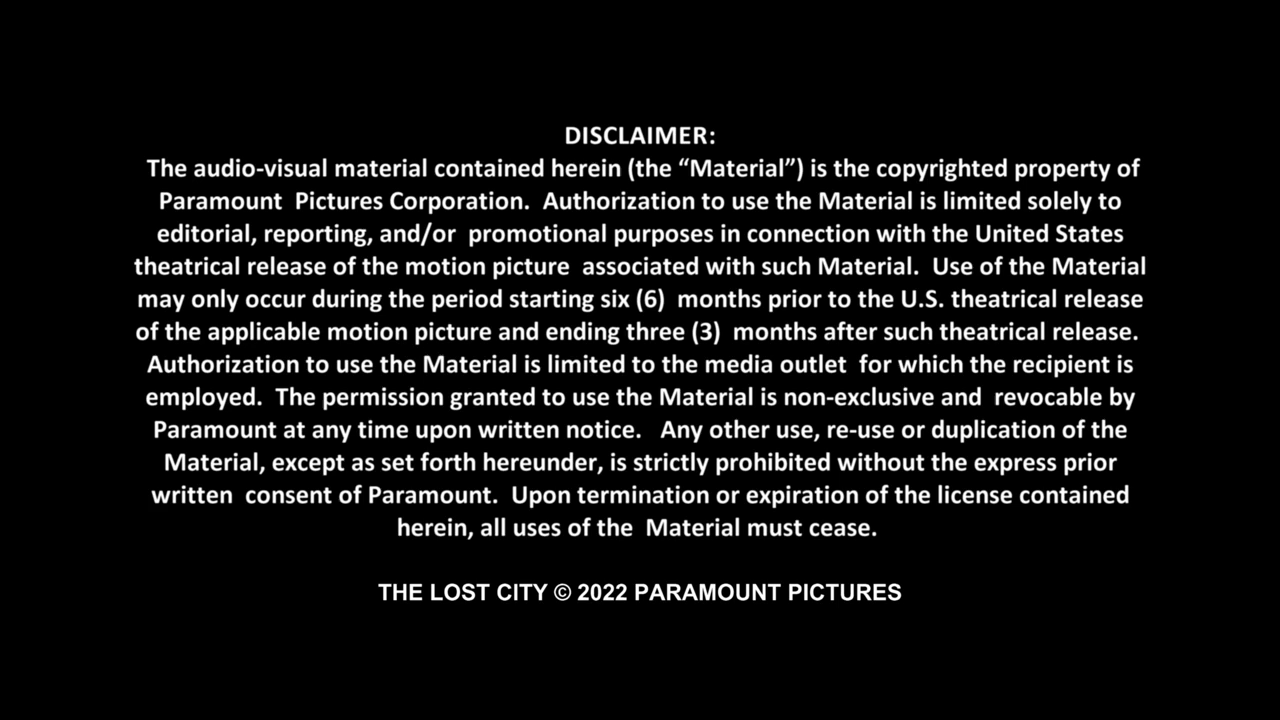 DISCLAIMER:
The audio-visual material contained herein (the “Material”) is the copyrighted property of
Paramount  Pictures Corporation.  Authorization to use the Material is limited solely to
editorial, reporting, and/or  promotional purposes in connection with the United States
theatrical release of the motion picture  associated with such Material.  Use of the Material
may only occur during the period starting six (6)  months prior to the U.S. theatrical release
of the applicable motion picture and ending three (3)  months after such theatrical release.
Authorization to use the Material is limited to the media outlet  for which the recipient is
employed.  The permission granted to use the Material is non-exclusive and  revocable by
Paramount at any time upon written notice.   Any other use, re-use or duplication of the
Material, except as set forth hereunder, is strictly prohibited without the express prior
written  consent of Paramount.  Upon termination or expiration of the license contained
herein, all uses of the  Material must cease.
THE LOST CITY © 2022 PARAMOUNT PICTURES